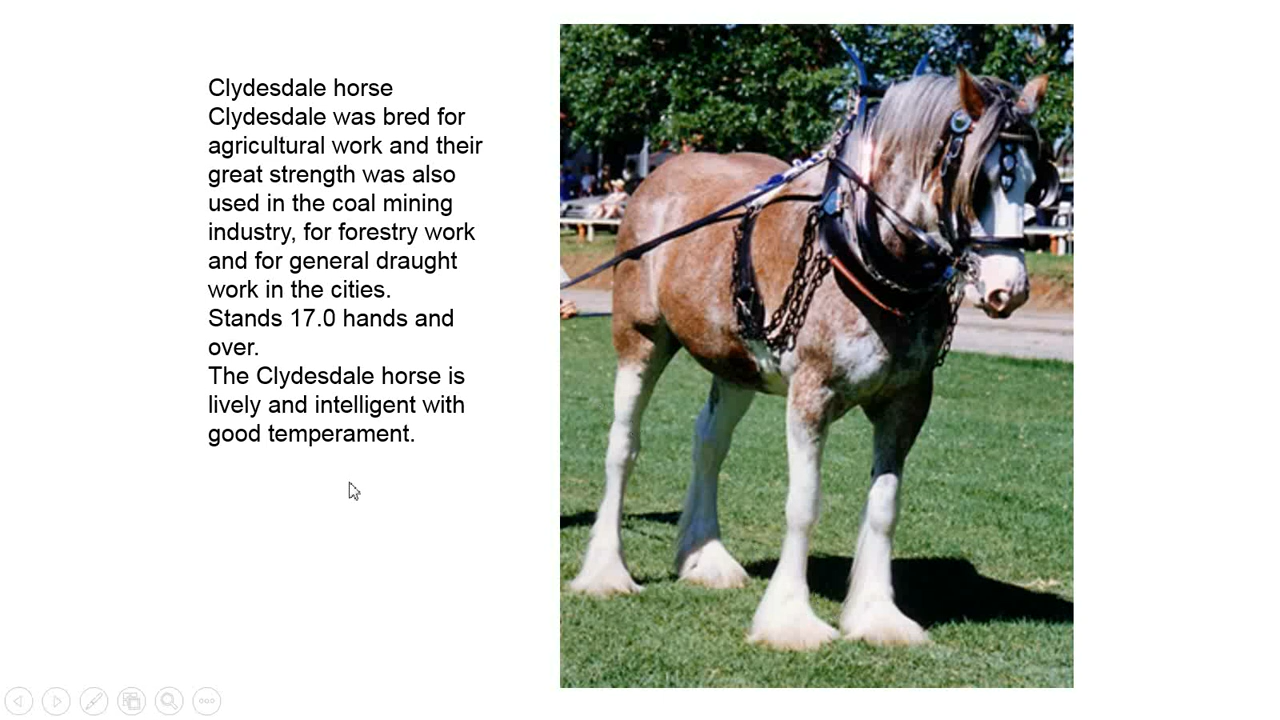 Clydesdale horse
Clydesdale was bred for
agricultural work and their
great strength was also
used in the coal mining
industry, for forestry work
and for general draught
work in the cities.
Stands 17.0 hands and
over.
The Clydesdale horse is
lively and intelligent with
good temperament.